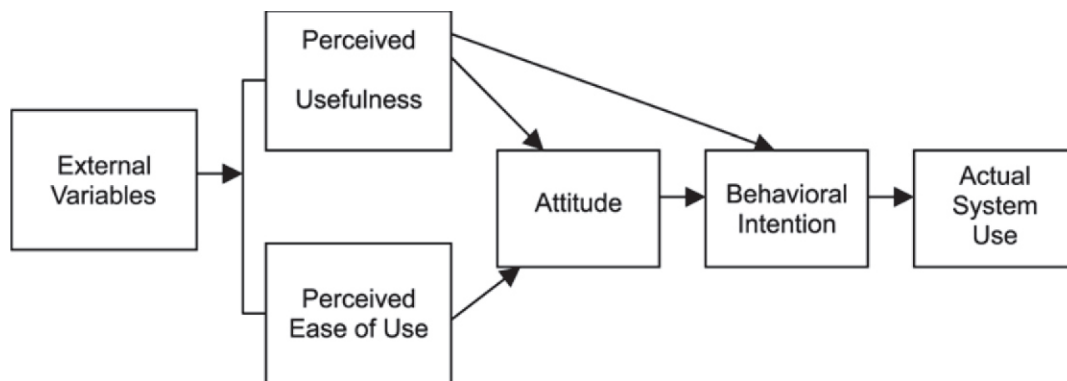 Perceived
Usefulness
External
Variables
Attitude
Behavioral
Intention
Actual
System
Use
Perceived
Ease of Use